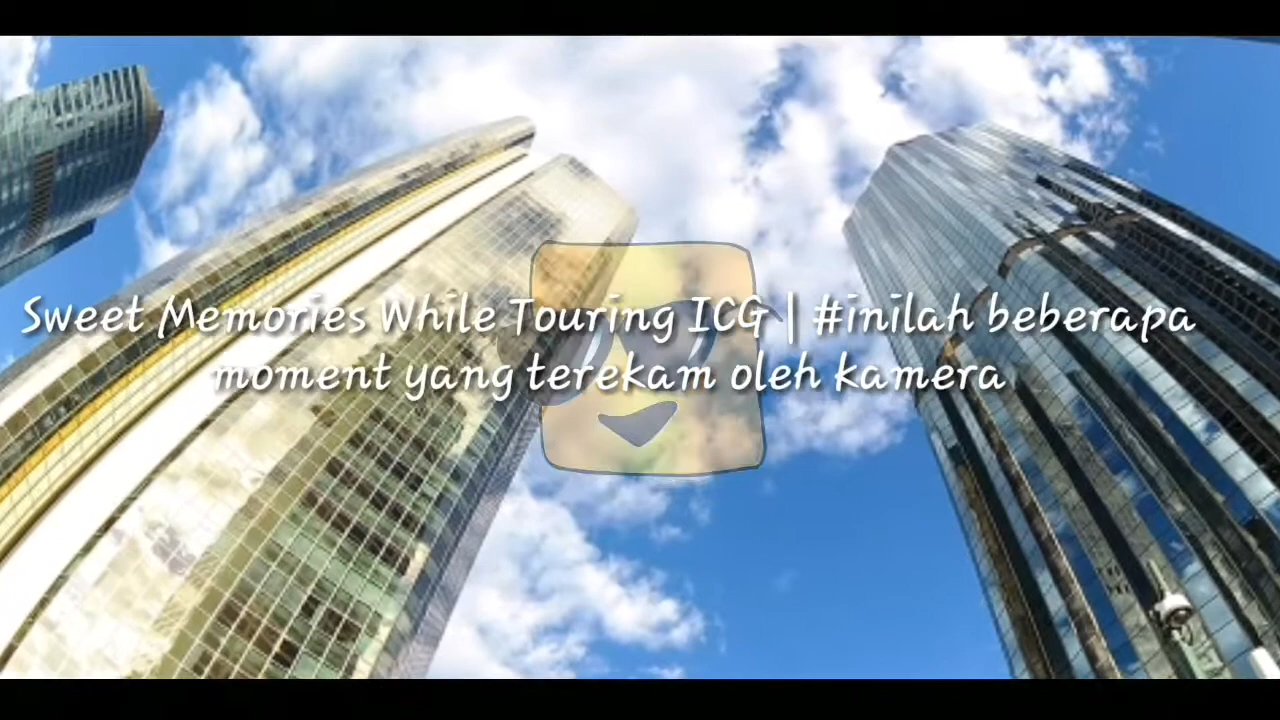 Sweet Memories While Touring ICG | #inilah beberapa
moment yang terekam oleh kamera